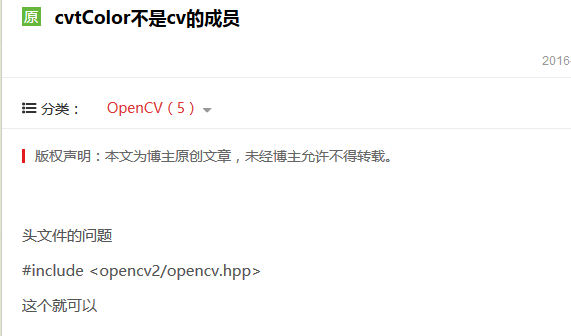 原 cvtColor不是cv的成员
2016-
分类： OpenCV（5）
版权声明：本文为博主原创文章，未经博主允许不得转载。
头文件的问题
#include <opencv2/opencv.hpp>
这个就可以